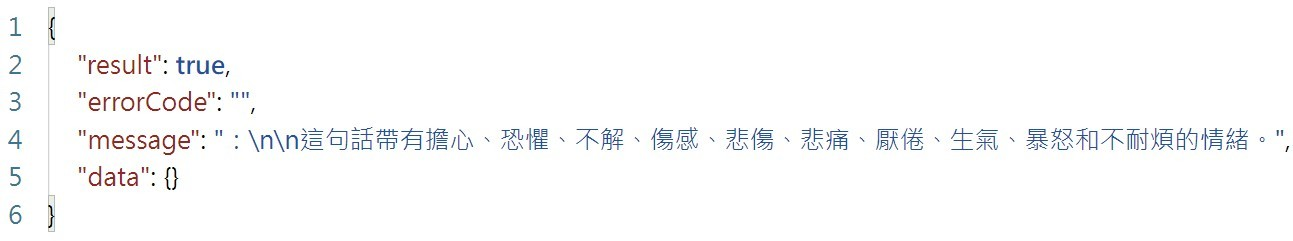 1 {
2 "result": true,
3 "errorCode": "",
4 "message": "：\n\n這句話帶有擔心、恐懼、不解、傷感、悲傷、悲痛、厭倦、生氣、暴怒和不耐煩的情緒。",
5 "data": {}
6 }